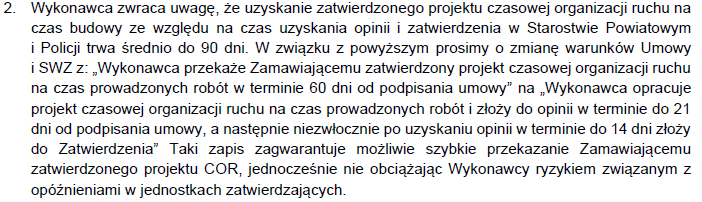 2. Wykonawca zwraca uwagę, że uzyskanie zatwierdzonego projektu czasowej organizacji ruchu na
czas budowy ze względu na czas uzyskania opinii i zatwierdzenia w Starostwie Powiatowym
i Policji trwa średnio do 90 dni. W związku z powyższym prosimy o zmianę warunków Umowy
i SWZ z: „Wykonawca przekaże Zamawiającemu zatwierdzony projekt czasowej organizacji ruchu
na czas prowadzonych robót w terminie 60 dni od podpisania umowy” na „Wykonawca opracuje
projekt czasowej organizacji ruchu na czas prowadzonych robót i złoży do opinii w terminie do 21
dni od podpisania umowy, a następnie niezwłocznie po uzyskaniu opinii w terminie do 14 dni złoży
do Zatwierdzenia” Taki zapis zagwarantuje możliwie szybkie przekazanie Zamawiającemu
zatwierdzonego projektu COR, jednocześnie nie obciążając Wykonawcy ryzykiem związanym z
opóźnieniami w jednostkach zatwierdzających.